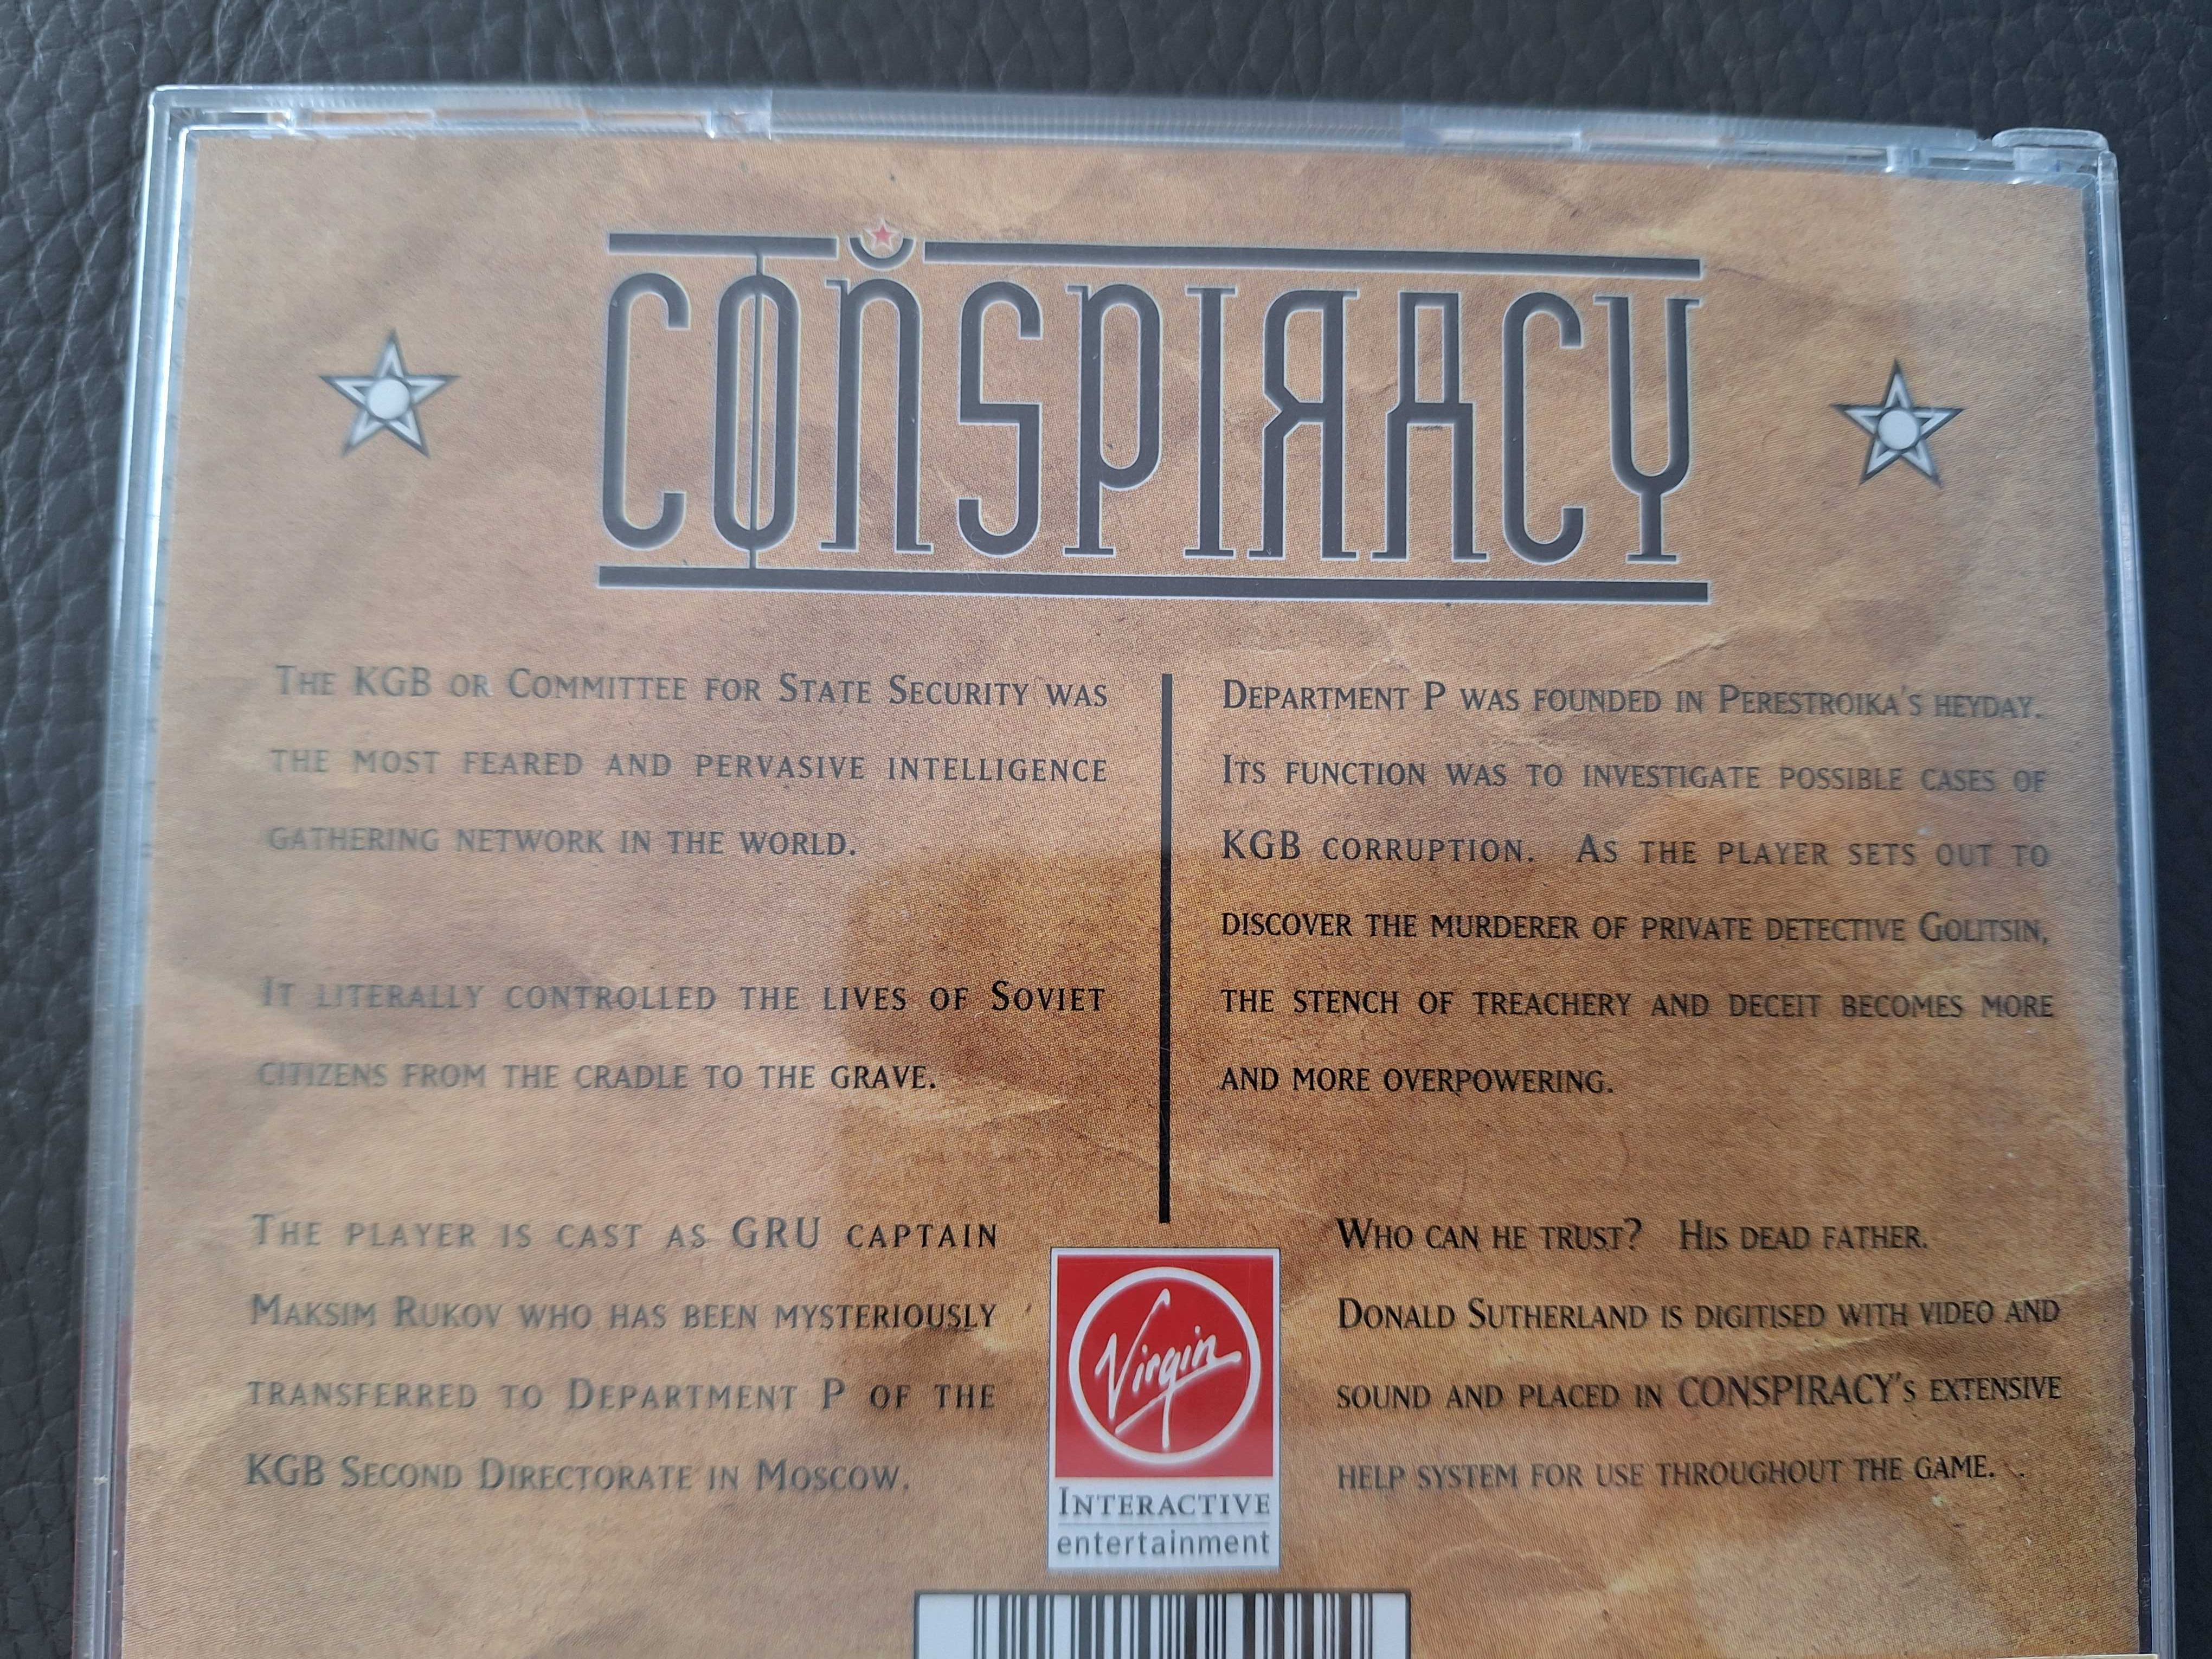 CONSPIRACY
The KGB or Committee for State Security was
the most feared and pervasive intelligence
gathering network in the world.
It literally controlled the lives of Soviet
citizens from the cradle to the grave.
The player is cast as GRU captain
Maksim Rukov who has been mysteriously
transferred to Department P of the
KGB Second Directorate in Moscow.
Department P was founded in Perestroika's heyday.
Its function was to investigate possible cases of
KGB corruption. As the player sets out to
discover the murderer of private detective Golitsin,
the stench of treachery and deceit becomes more
and more overpowering.
Who can he trust? His dead father.
Donald Sutherland is digitised with video and
sound and placed in CONSPIRACY's extensive
help system for use throughout the game.
Virgin
Interactive
entertainment